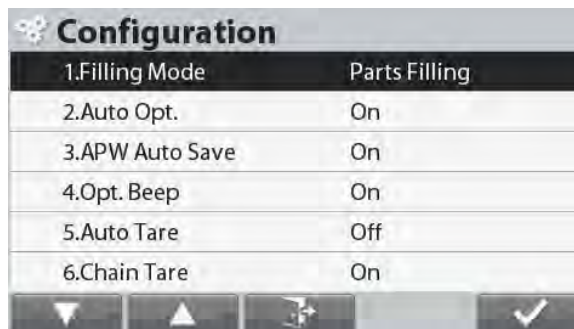 Configuration
1.Filling Mode Parts Filling
2.Auto Opt. On
3.APW Auto Save On
4.Opt. Beep On
5.Auto Tare Off
6.Chain Tare On